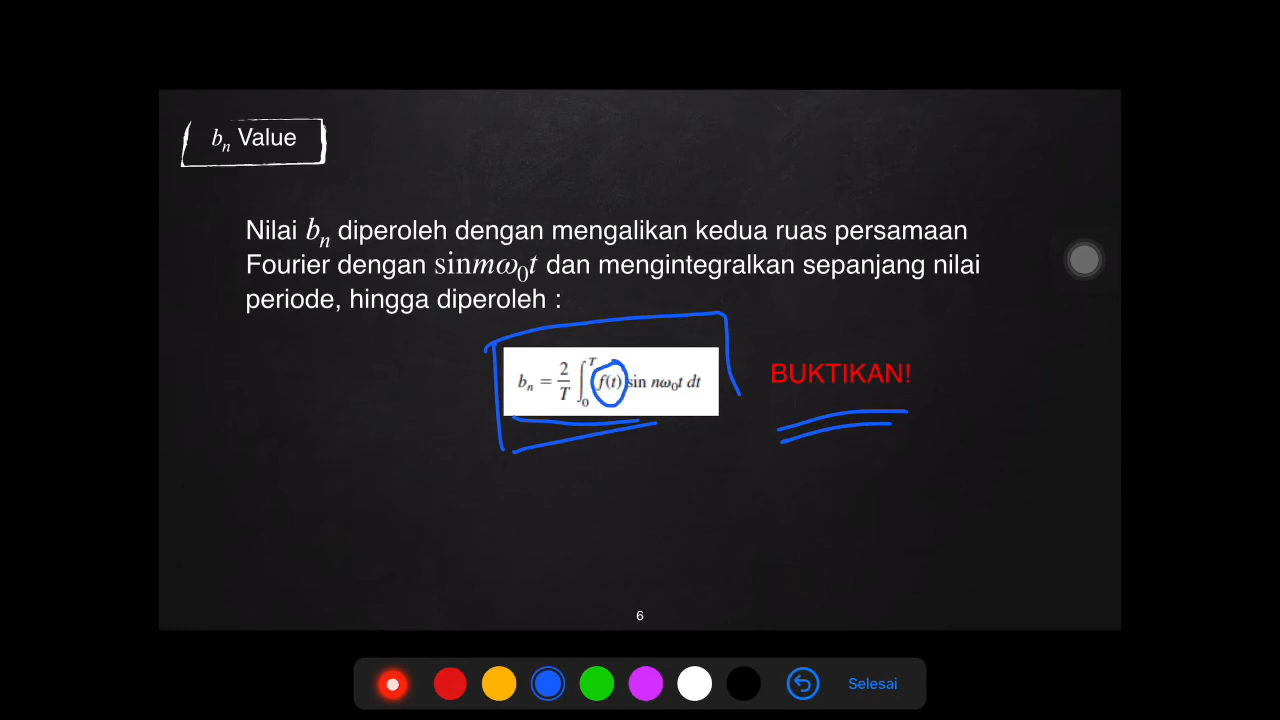 bn Value
Nilai bn diperoleh dengan mengalikan kedua ruas persamaan
Fourier dengan sinmω0t dan mengintegralkan sepanjang nilai
periode, hingga diperoleh :
bn = 2/T ∫0T f(t) sin nω0t dt
BUKTIKAN!
6
Selesai